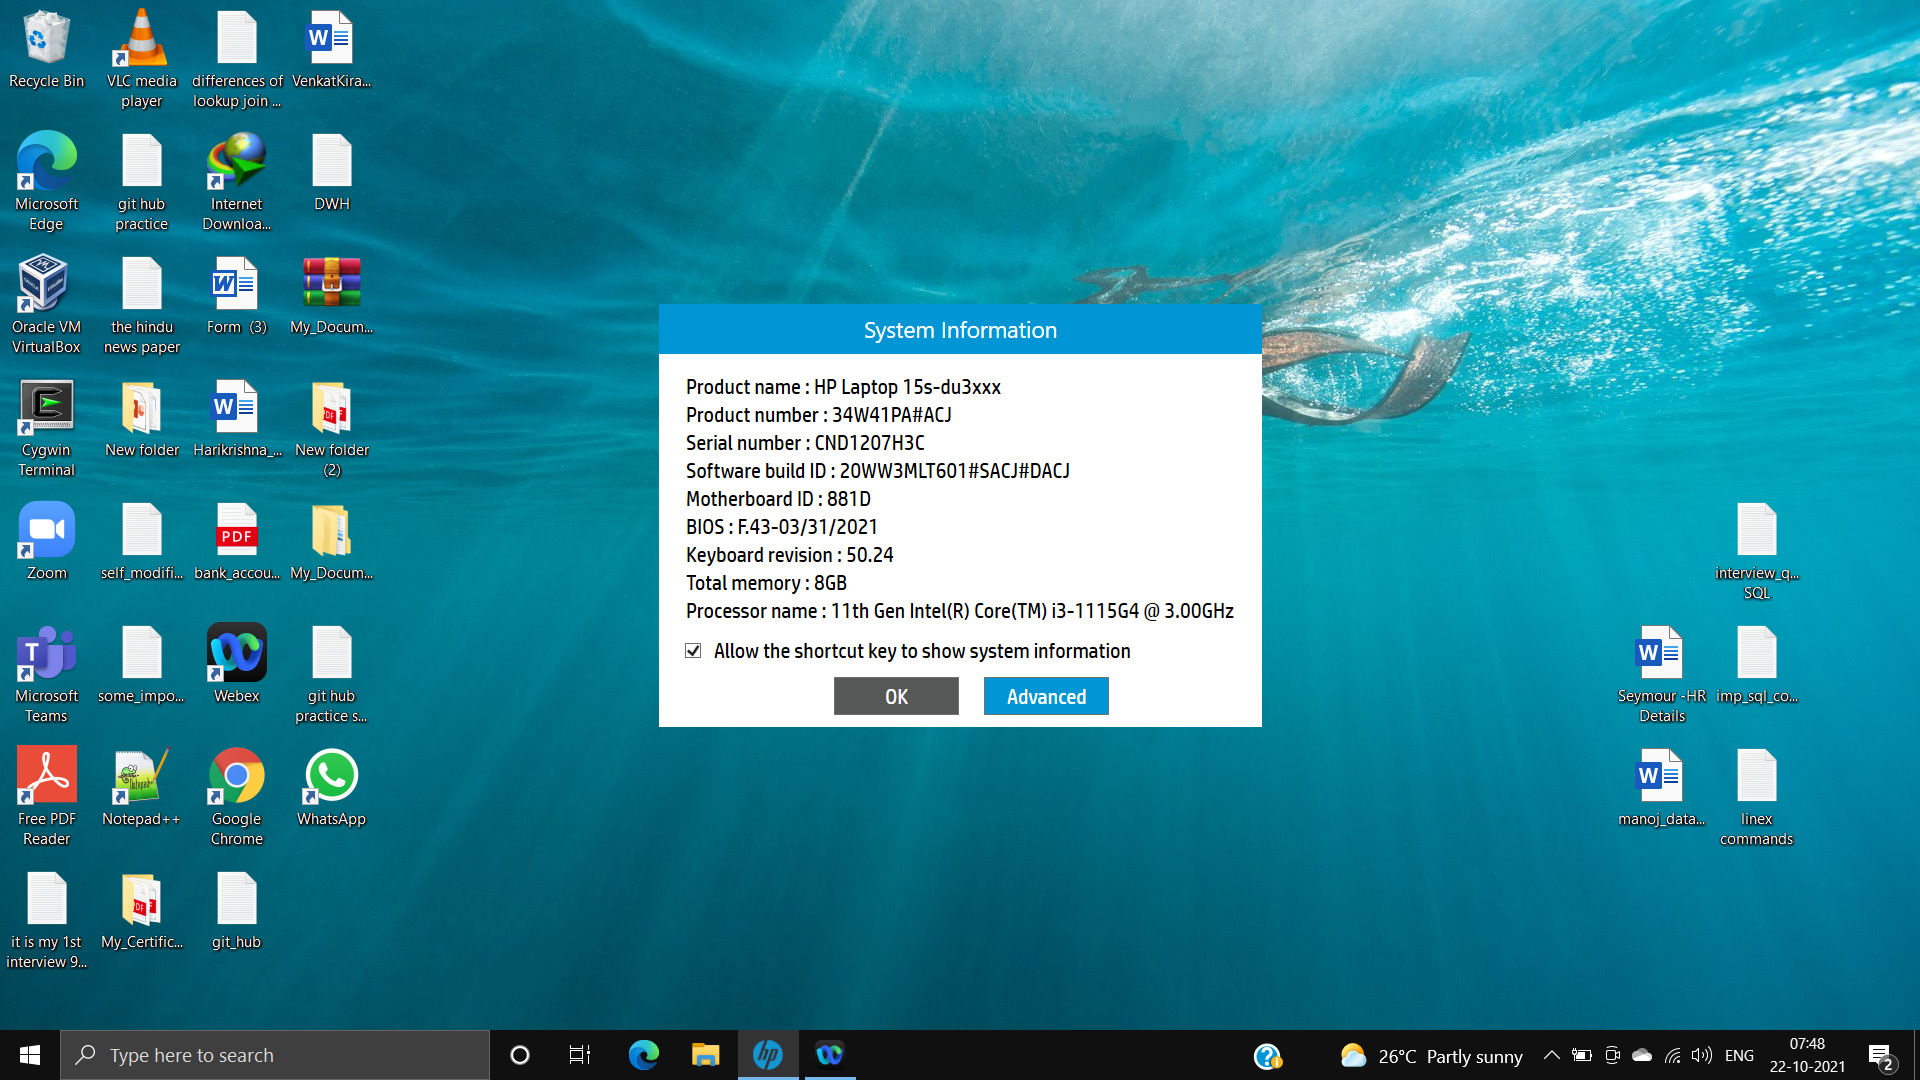 Recycle Bin
VLC media
player
differences of
lookup join ...
VenkatKira...
Microsoft
Edge
git hub
practice
Internet
Downloa...
DWH
Oracle VM
VirtualBox
the hindu
news paper
Form (3)
My_Docum...
Cygwin
Terminal
New folder
Harikrishna_...
New folder
(2)
Zoom
self_modifi...
PDF
bank_accou...
My_Docum...
Microsoft
Teams
some_impo...
Webex
git hub
practice s...
Free PDF
Reader
Notepad++
Google
Chrome
WhatsApp
it is my 1st
interview 9...
My_Certific...
git_hub
System Information
Product name : HP Laptop 15s-du3xxx
Product number : 34W41PA#ACJ
Serial number : CND1207H3C
Software build ID : 20WW3MLT601#SACJ#DACJ
Motherboard ID : 881D
BIOS : F.43-03/31/2021
Keyboard revision : 50.24
Total memory : 8GB
Processor name : 11th Gen Intel(R) Core(TM) i3-1115G4 @ 3.00GHz
Allow the shortcut key to show system information
OK
Advanced
interview_q...
SQL
Seymour -HR
Details
imp_sql_co...
manoj_data...
linex
commands
Type here to search
26°C Partly sunny
ENG
07:48
22-10-2021
2